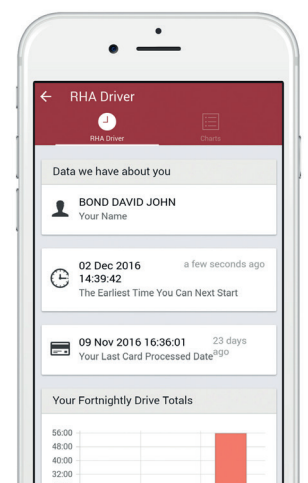 RHA Driver
RHA Driver
Charts
Data we have about you
BOND DAVID JOHN
Your Name
02 Dec 2016 a few seconds ago
14:39:42
The Earliest Time You Can Next Start
09 Nov 2016 16:36:01 23 days
Your Last Card Processed Date ago
Your Fortnightly Drive Totals
56:00
48:00
40:00
32:00